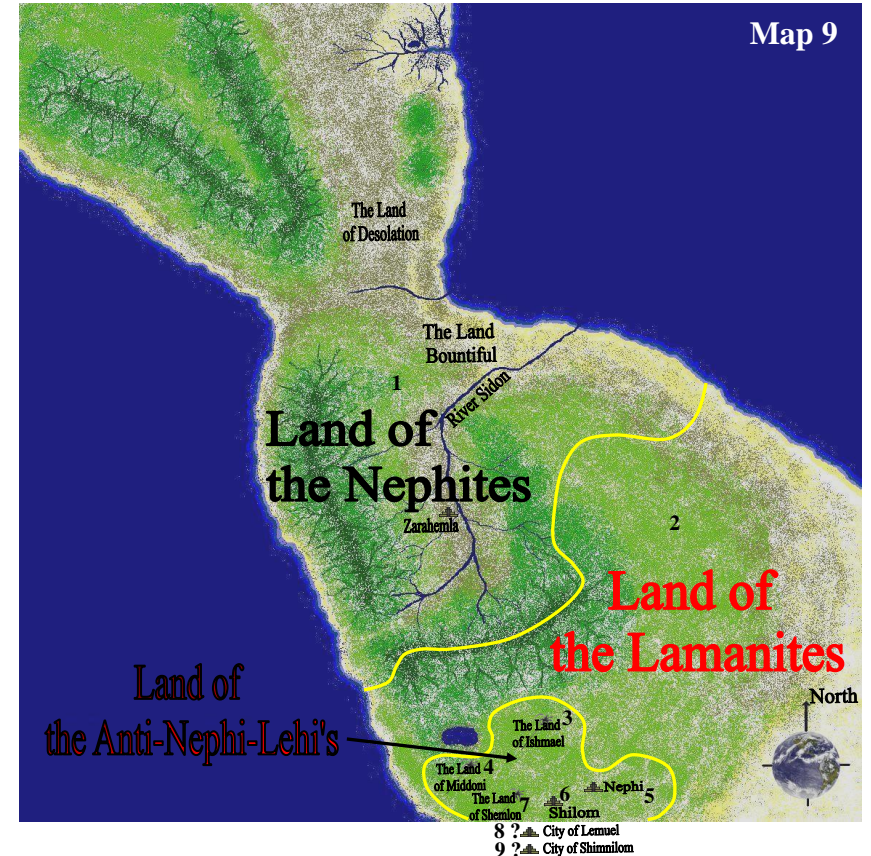 Map 9
The Land
of Desolation
The Land
Bountiful
1
River Sidon
Land of
the Nephites
Zarahemla
2
Land of
the Lamanites
Land of
the Anti-Nephi-Lehi's
North
The Land 3
of Ishmael
The Land 4
of Middoni
The Land 7
of Shemlon
6
Shilom
Nephi 5
8 ? City of Lemuel
9 ? City of Shimnilom